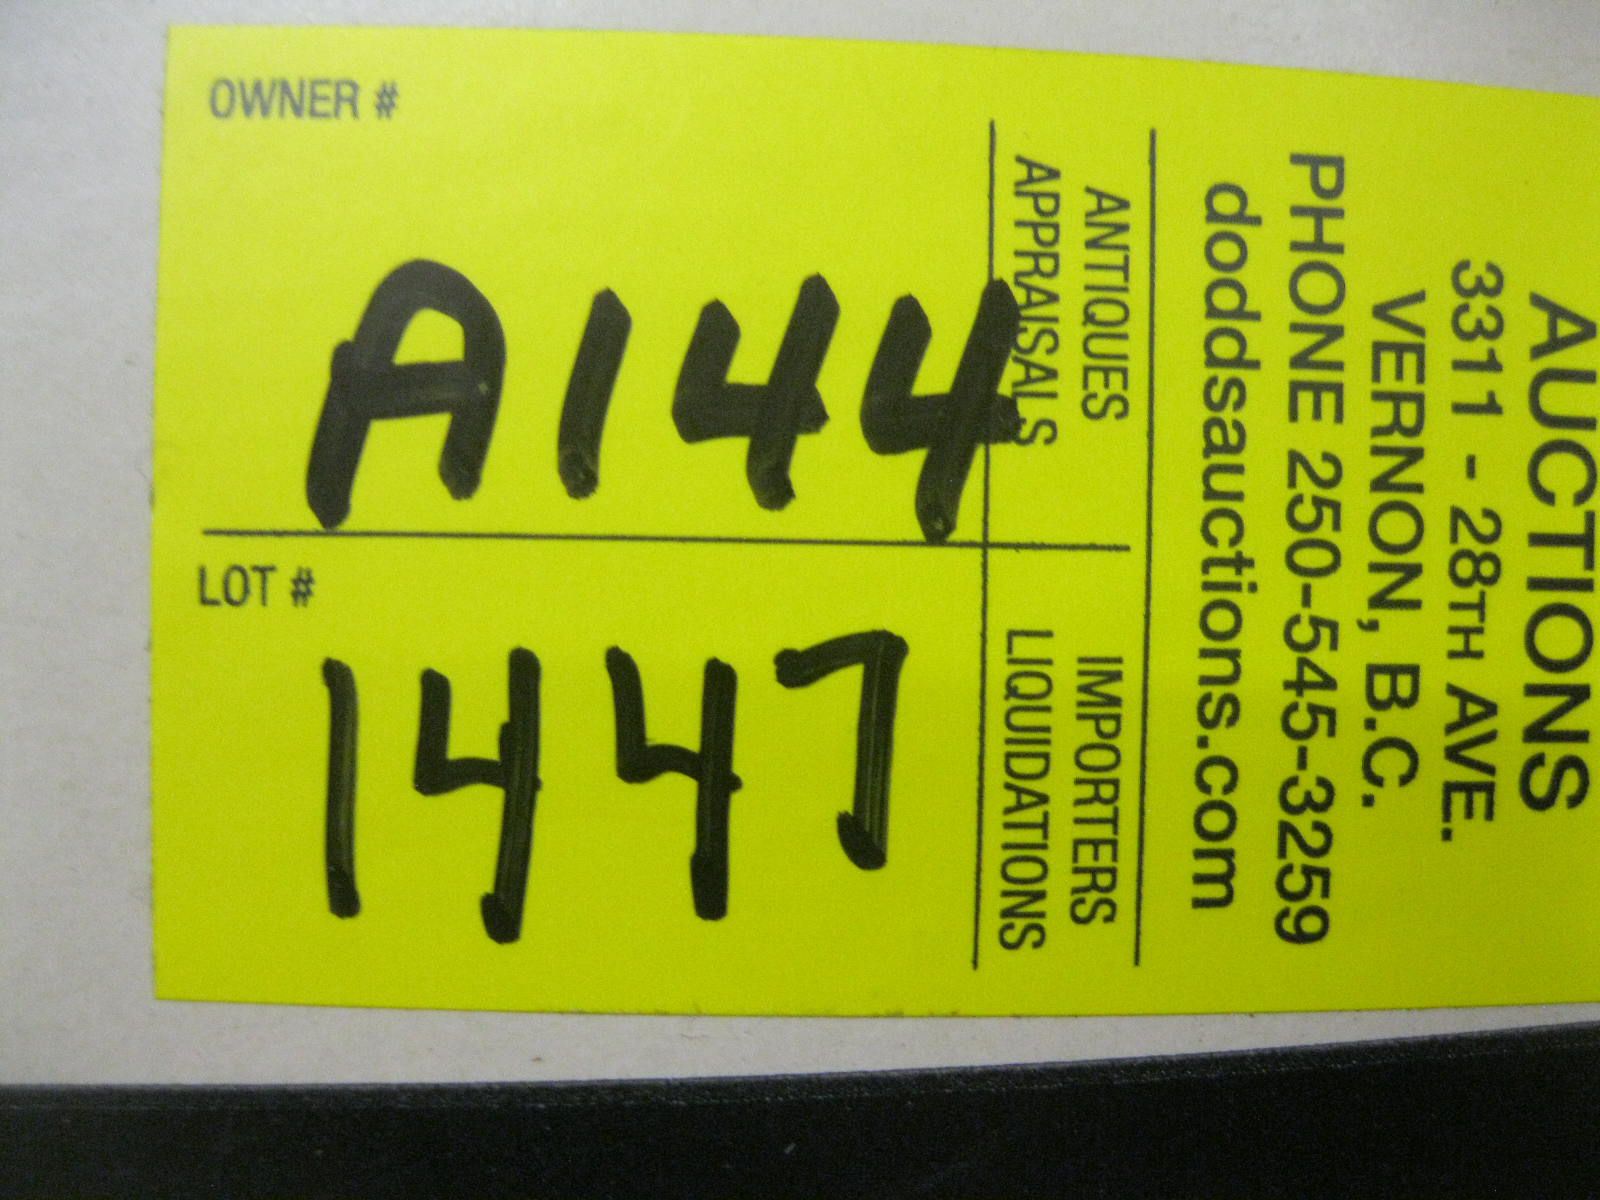 AUCTIONS
3311 - 28TH AVE.
VERNON, B.C.
PHONE 250-545-3259
doddsauctions.com
ANTIQUES
APPRAISALS
IMPORTERS
LIQUIDATIONS
OWNER #
A144
LOT #
1447